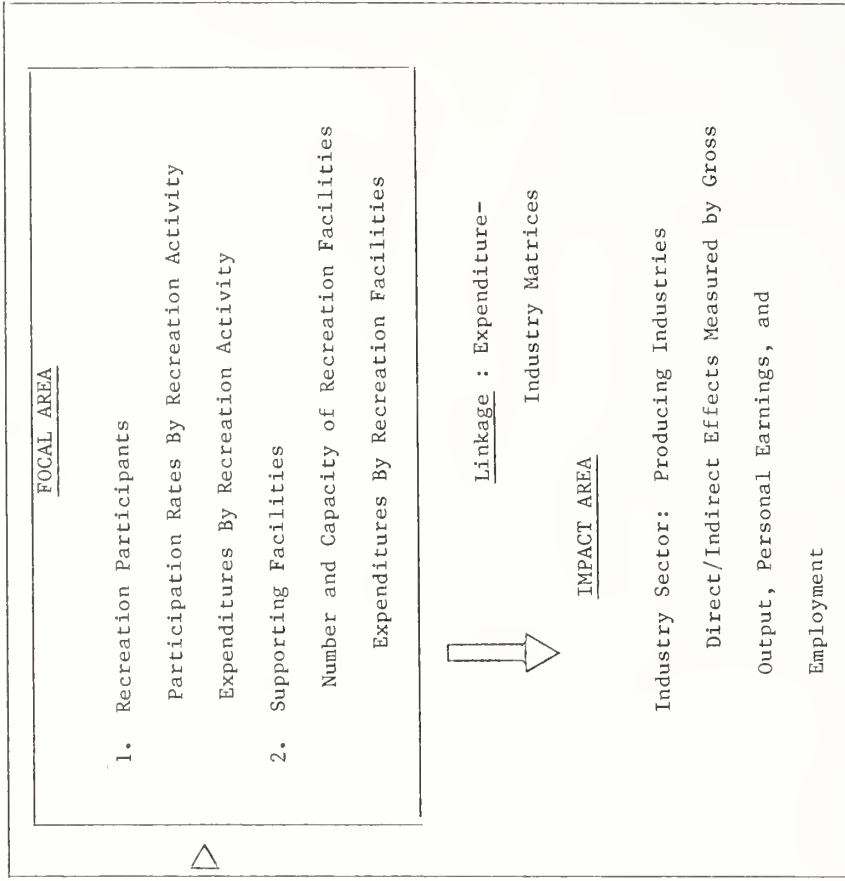 FOCAL AREA
1. Recreation Participants
Participation Rates By Recreation Activity
Expenditures By Recreation Activity
2. Supporting Facilities
Number and Capacity of Recreation Facilities
Expenditures By Recreation Facilities
Linkage : Expenditure-
Industry Matrices
IMPACT AREA
Industry Sector: Producing Industries
Direct/Indirect Effects Measured by Gross
Output, Personal Earnings, and
Employment